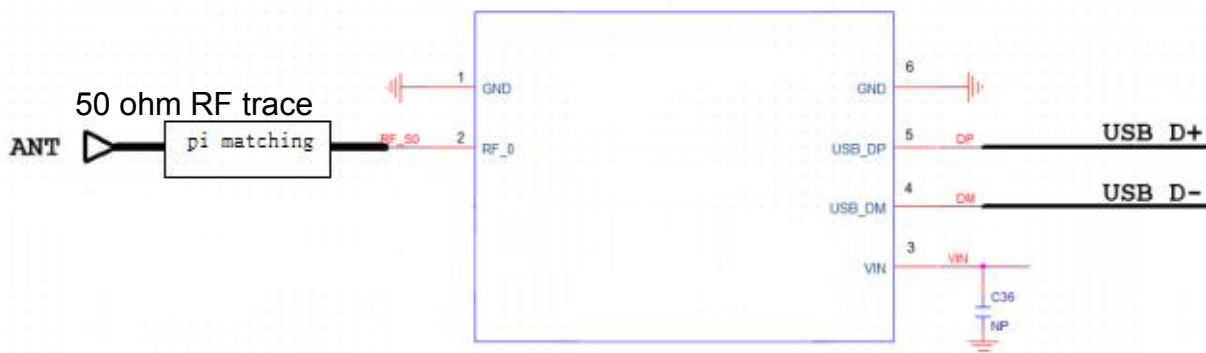 50 ohm RF trace
ANT
pi matching
RF_S0
1
GND
2
RF_0
6
GND
5
USB_DP
DP
USB D+
4
USB_DM
DM
USB D-
3
VIN
VIN
C36
NP